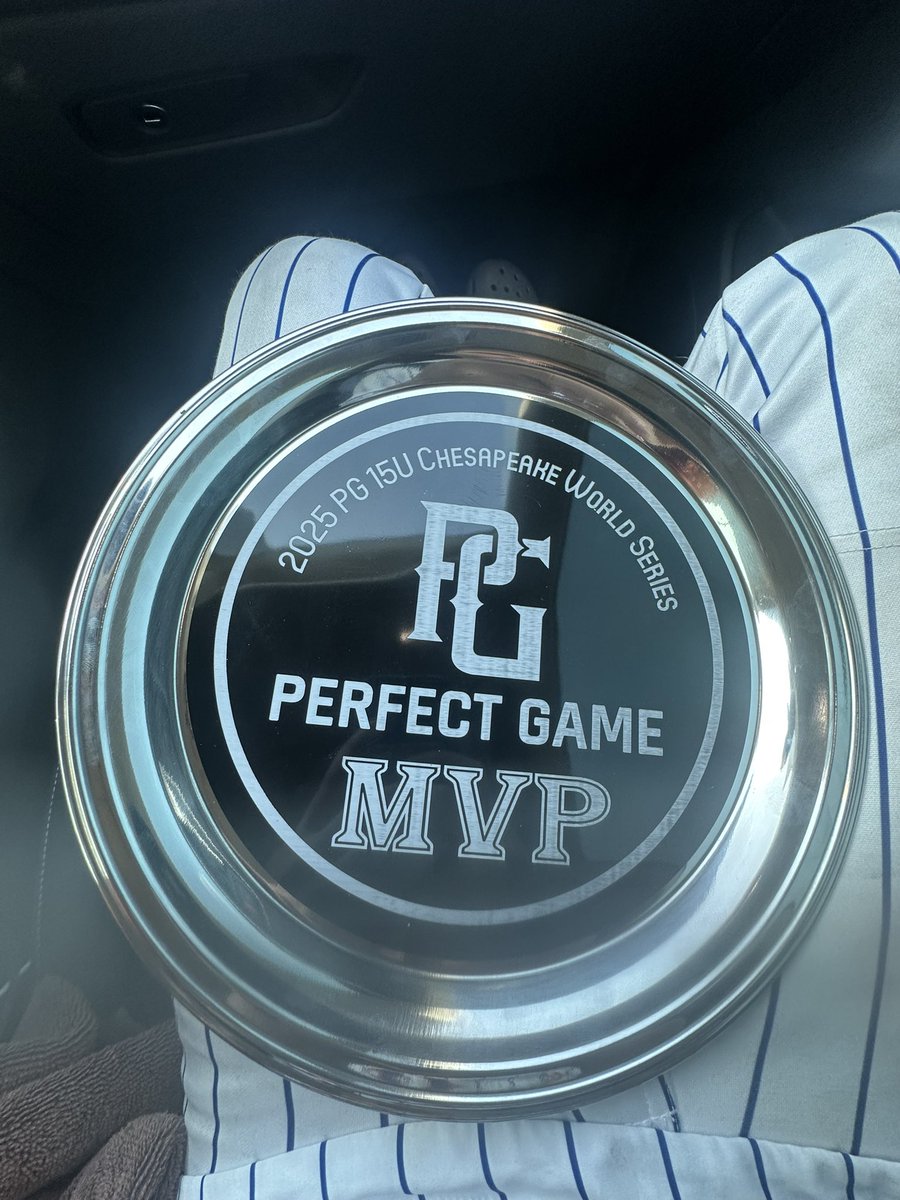 2025 PG 15U CHESAPEAKE WORLD SERIES
PG
PERFECT GAME
MVP